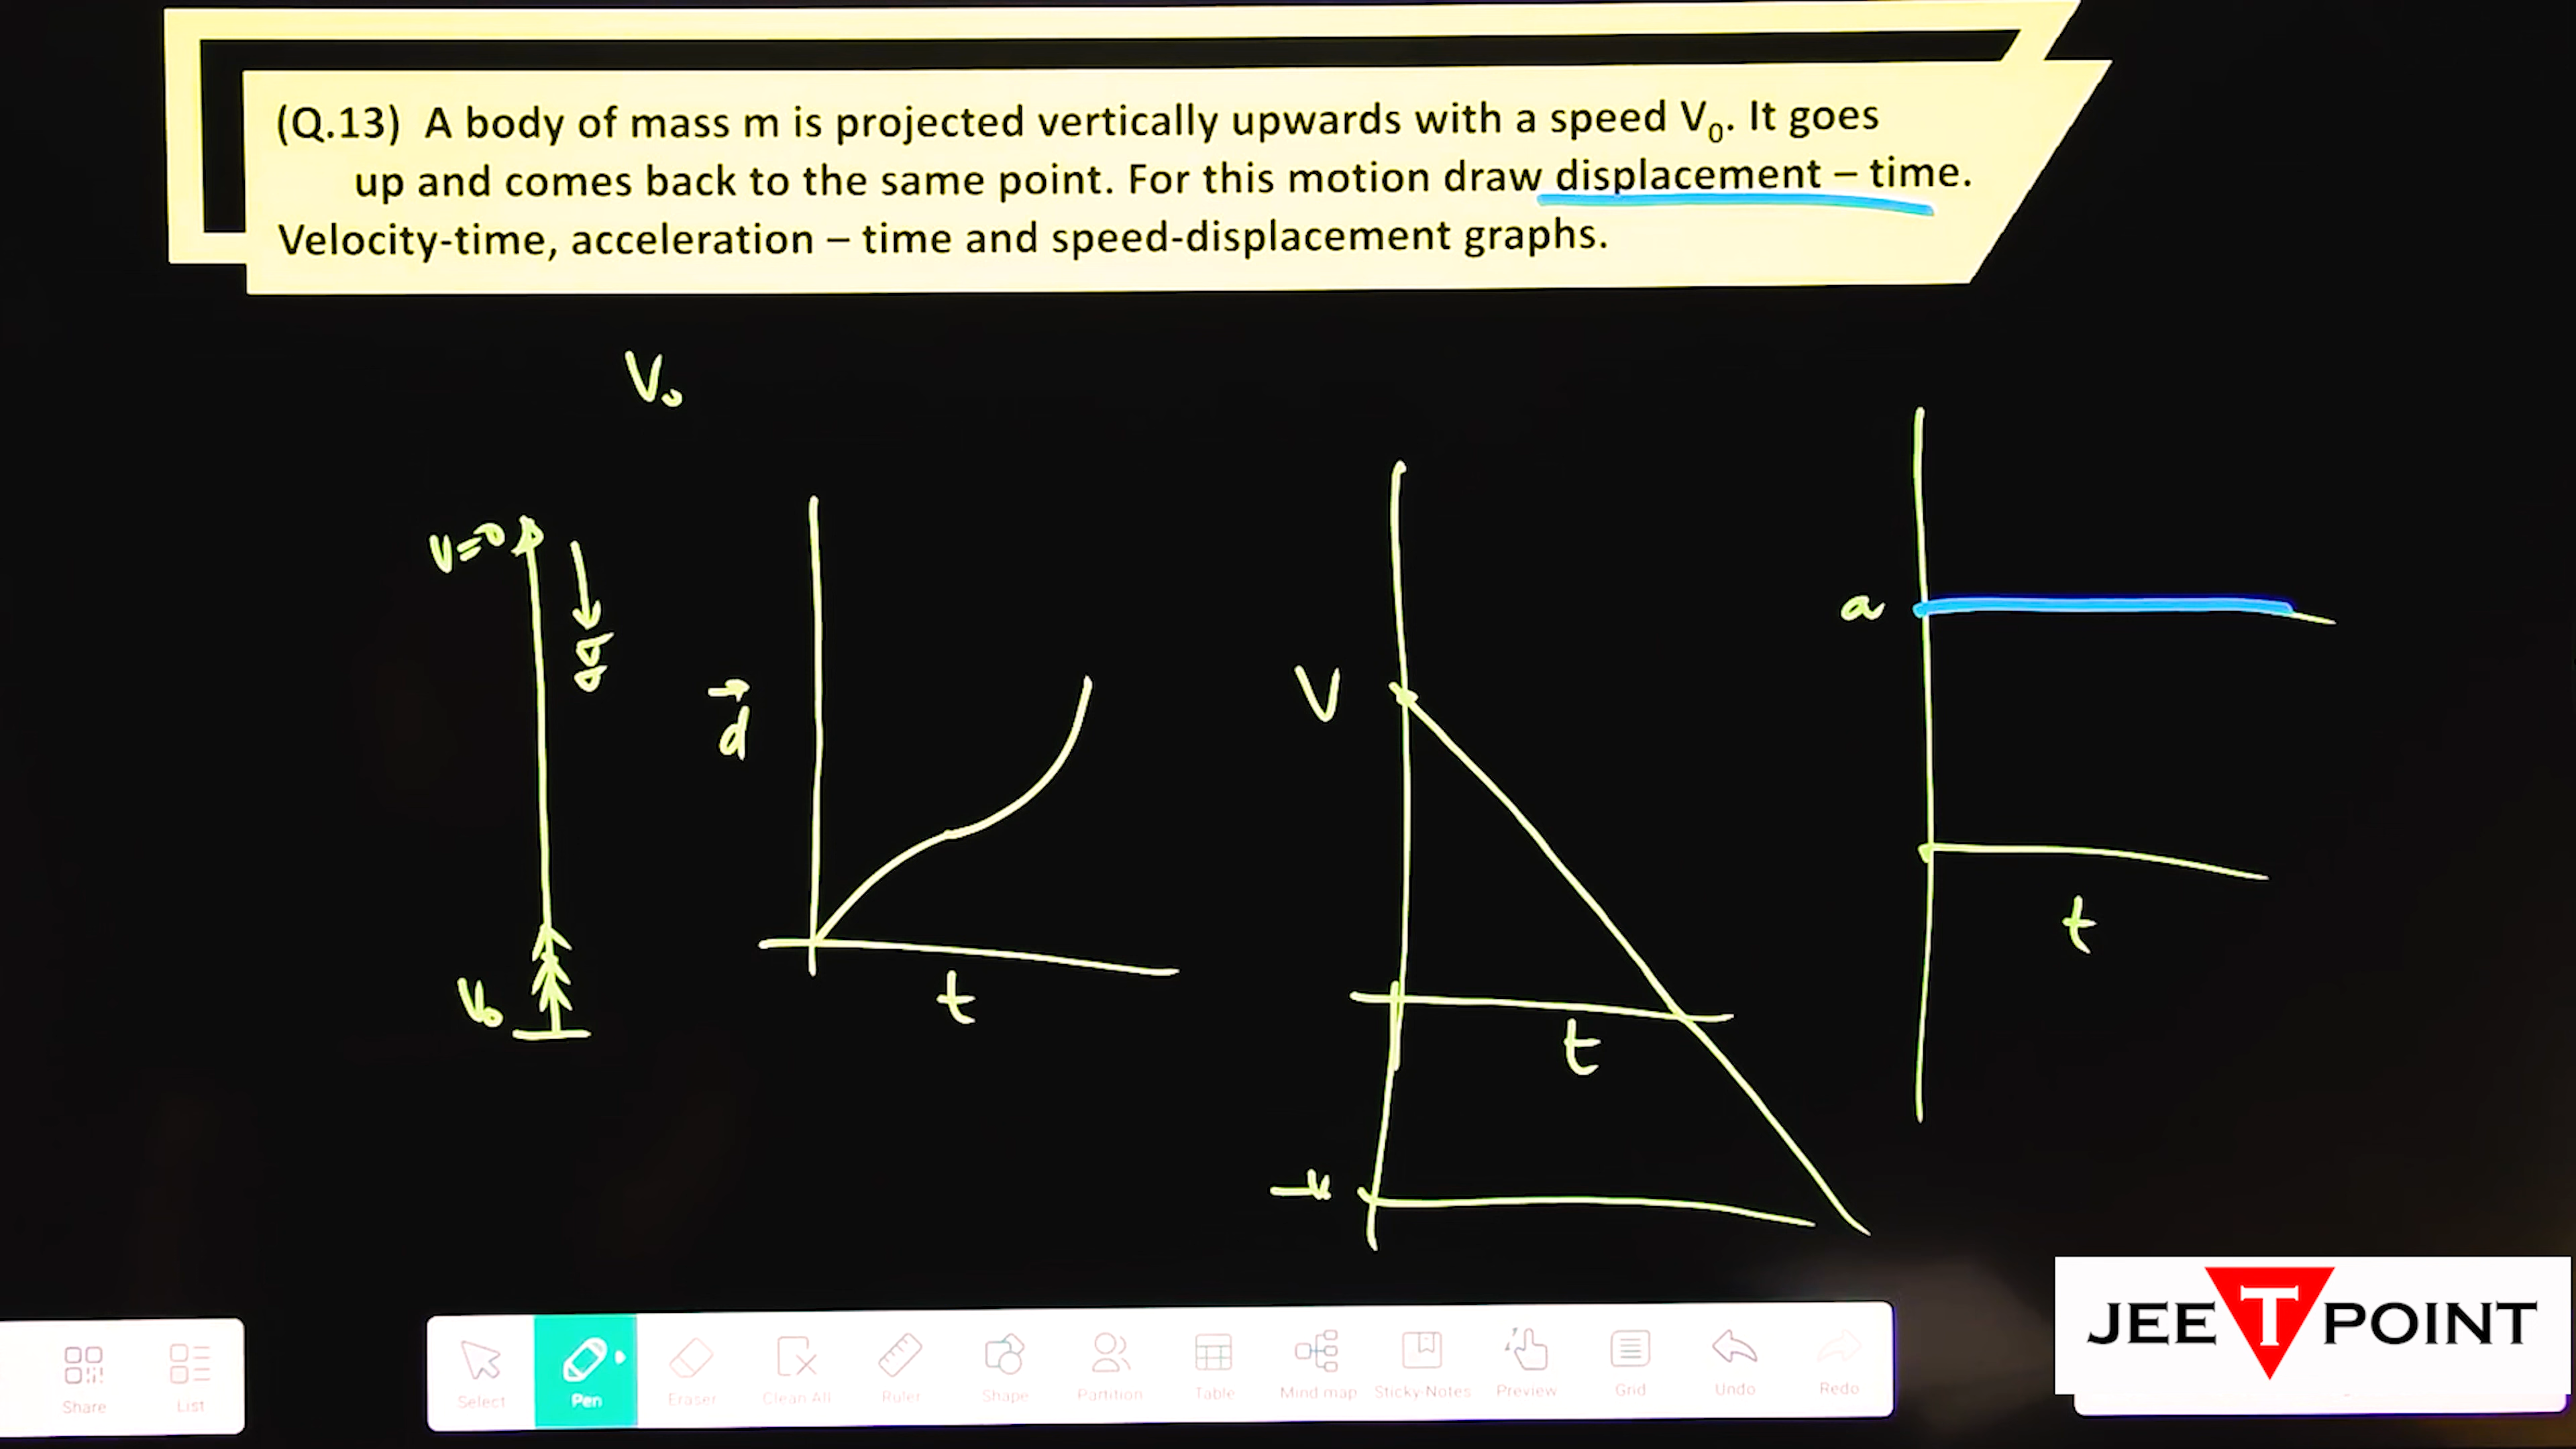 (Q.13) A body of mass m is projected vertically upwards with a speed V₀. It goes
up and comes back to the same point. For this motion draw displacement – time.
Velocity-time, acceleration – time and speed-displacement graphs.
V₀
v=0
V₀
d
t
V
t
a
t
Share
List
Select
Pen
Eraser
Clean All
Ruler
Shape
Partition
Table
Mind map
Sticky-Notes
Preview
Grid
Undo
Redo
JEE T POINT